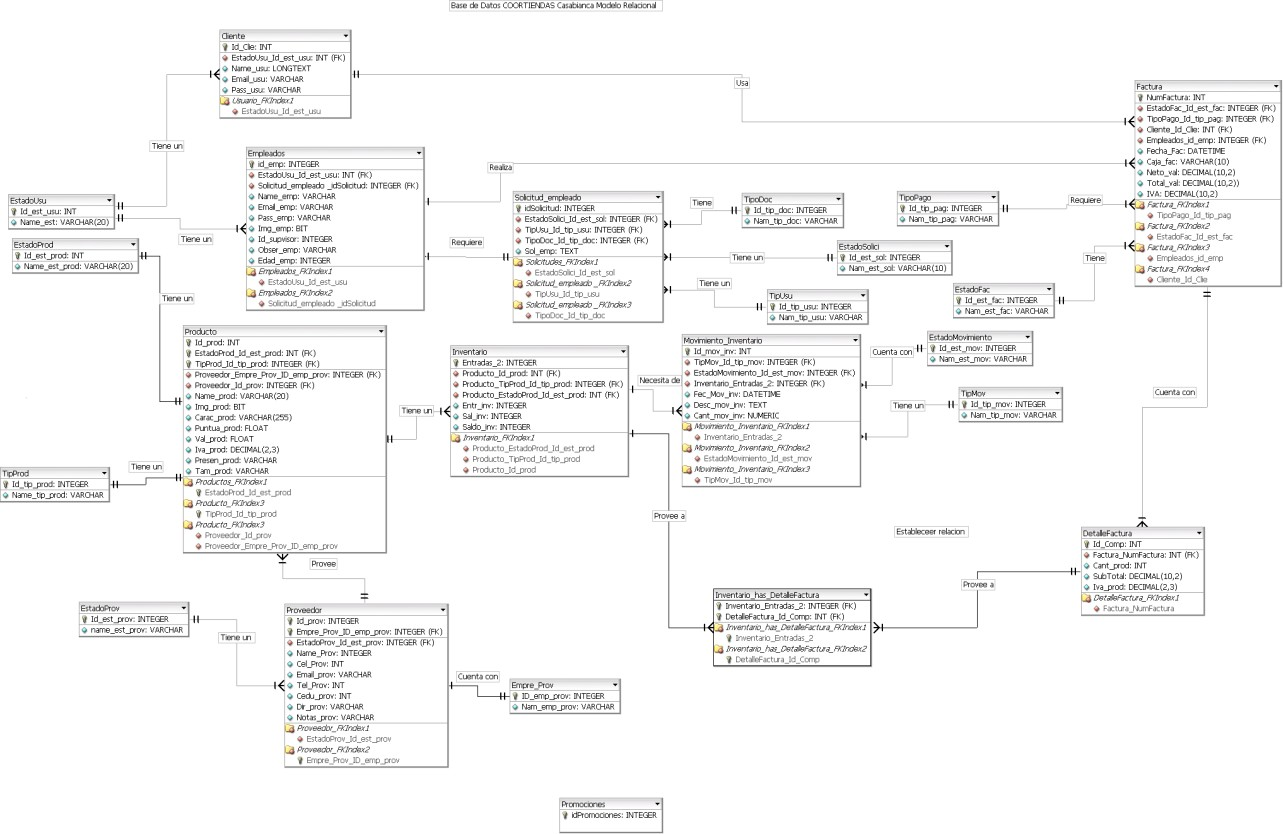 Base de Datos COORTIENDAS Casabianca Modelo Relacional
Cliente
Id_Clie: INT
EstadoUsu_Id_est_usu: INT (FK)
Name_usu: LONGTEXT
Email_usu: VARCHAR
Pass_usu: VARCHAR
Usuario_FKIndex1
EstadoUsu_Id_est_usu
Usa
Factura
NumFactura: INT
EstadoFac_Id_est_fac: INTEGER (FK)
TipoPago_Id_tip_pag: INTEGER (FK)
Cliente_Id_Clie: INT (FK)
Empleados_id_emp: INTEGER (FK)
Fecha_Fac: DATETIME
Caja_fac: VARCHAR(10)
Neto_val: DECIMAL(10,2)
Total_val: DECIMAL(10,2))
IVA: DECIMAL(10,2)
Factura_FKIndex1
TipoPago_Id_tip_pag
Factura_FKIndex2
EstadoFac_Id_est_fac
Factura_FKIndex3
Empleados_id_emp
Factura_FKIndex4
Cliente_Id_Clie
Tiene un
Empleados
id_emp: INTEGER
EstadoUsu_Id_est_usu: INT (FK)
Solicitud_empleado _idSolicitud: INTEGER (FK)
Name_emp: VARCHAR
Email_emp: VARCHAR
Pass_emp: VARCHAR
Img_emp: BIT
Id_supvisor: INTEGER
Obser_emp: VARCHAR
Edad_emp: INTEGER
Empleados_FKIndex1
EstadoUsu_Id_est_usu
Empleados_FKIndex2
Solicitud_empleado _idSolicitud
Realiza
EstadoUsu
Id_est_usu: INT
Name_est: VARCHAR(20)
Tiene un
EstadoProd
Id_est_prod: INT
Name_est_prod: VARCHAR(20)
Tiene un
Requiere
Solicitud_empleado
idSolicitud: INTEGER
EstadoSolici_Id_est_sol: INTEGER (FK)
TipUsu_Id_tip_usu: INTEGER (FK)
TipoDoc_Id_tip_doc: INTEGER (FK)
Sol_emp: TEXT
Solicitudes_FKIndex1
EstadoSolici_Id_est_sol
Solicitud_empleado _FKIndex2
TipUsu_Id_tip_usu
Solicitud_empleado _FKIndex3
TipoDoc_Id_tip_doc
Tiene
TipoDoc
Id_tip_doc: INTEGER
Nam_tip_doc: VARCHAR
TipoPago
Id_tip_pag: INTEGER
Nam_tip_pag: VARCHAR
Requiere
Tiene un
EstadoSolici
Id_est_sol: INTEGER
Nam_est_sol: VARCHAR(10)
Tiene
Tiene un
TipUsu
Id_tip_usu: INTEGER
Nam_tip_usu: VARCHAR
EstadoFac
Id_est_fac: INTEGER
Nam_est_fac: VARCHAR
Producto
Id_prod: INT
EstadoProd_Id_est_prod: INT (FK)
TipProd_Id_tip_prod: INTEGER (FK)
Proveedor_Empre_Prov_ID_emp_prov: INTEGER (FK)
Proveedor_Id_prov: INTEGER (FK)
Name_prod: VARCHAR(20)
Img_prod: BIT
Carac_prod: VARCHAR(255)
Puntua_prod: FLOAT
Val_prod: FLOAT
Iva_prod: DECIMAL(2,3)
Presen_prod: VARCHAR
Tam_prod: VARCHAR
Productos_FKIndex1
EstadoProd_Id_est_prod
Producto_FKIndex3
TipProd_Id_tip_prod
Producto_FKIndex3
Proveedor_Id_prov
Proveedor_Empre_Prov_ID_emp_prov
Tiene un
Inventario
Entradas_2: INTEGER
Producto_Id_prod: INT (FK)
Producto_TipProd_Id_tip_prod: INTEGER (FK)
Producto_EstadoProd_Id_est_prod: INT (FK)
Entr_inv: INTEGER
Sal_inv: INTEGER
Saldo_inv: INTEGER
Inventario_FKIndex1
Producto_EstadoProd_Id_est_prod
Producto_TipProd_Id_tip_prod
Producto_Id_prod
Necesita de
Movimiento_Inventario
Id_mov_inv: INT
TipMov_Id_tip_mov: INTEGER (FK)
EstadoMovimiento_Id_est_mov: INTEGER (FK)
Inventario_Entradas_2: INTEGER (FK)
Fec_Mov_inv: DATETIME
Desc_mov_inv: TEXT
Cant_mov_inv: NUMERIC
Movimiento_Inventario_FKIndex1
Inventario_Entradas_2
Movimiento_Inventario_FKIndex2
EstadoMovimiento_Id_est_mov
Movimiento_Inventario_FKIndex3
TipMov_Id_tip_mov
Cuenta con
EstadoMovimiento
Id_est_mov: INTEGER
Nam_est_mov: VARCHAR
Tiene un
TipMov
Id_tip_mov: INTEGER
Nam_tip_mov: VARCHAR
Cuenta con
TipProd
Id_tip_prod: INTEGER
Name_tip_prod: VARCHAR
Tiene un
Provee a
Estableceer relacion
DetalleFactura
Id_Comp: INT
Factura_NumFactura: INT (FK)
Cant_prod: INT
SubTotal: DECIMAL(10,2)
Iva_prod: DECIMAL(2,3)
DetalleFactura_FKIndex1
Factura_NumFactura
Provee
Provee a
Inventario_has_DetalleFactura
Inventario_Entradas_2: INTEGER (FK)
DetalleFactura_Id_Comp: INT (FK)
Inventario_has_DetalleFactura_FKIndex1
Inventario_Entradas_2
Inventario_has_DetalleFactura_FKIndex2
DetalleFactura_Id_Comp
EstadoProv
Id_est_prov: INTEGER
name_est_prov: VARCHAR
Tiene un
Proveedor
Id_prov: INTEGER
Empre_Prov_ID_emp_prov: INTEGER (FK)
EstadoProv_Id_est_prov: INTEGER (FK)
Name_Prov: INTEGER
Cel_Prov: INT
Email_prov: VARCHAR
Tel_Prov: INT
Cedu_prov: INT
Dir_prov: VARCHAR
Notas_prov: VARCHAR
Proveedor_FKIndex1
EstadoProv_Id_est_prov
Proveedor_FKIndex2
Empre_Prov_ID_emp_prov
Cuenta con
Empre_Prov
ID_emp_prov: INTEGER
Nam_emp_prov: VARCHAR
Promociones
idPromociones: INTEGER